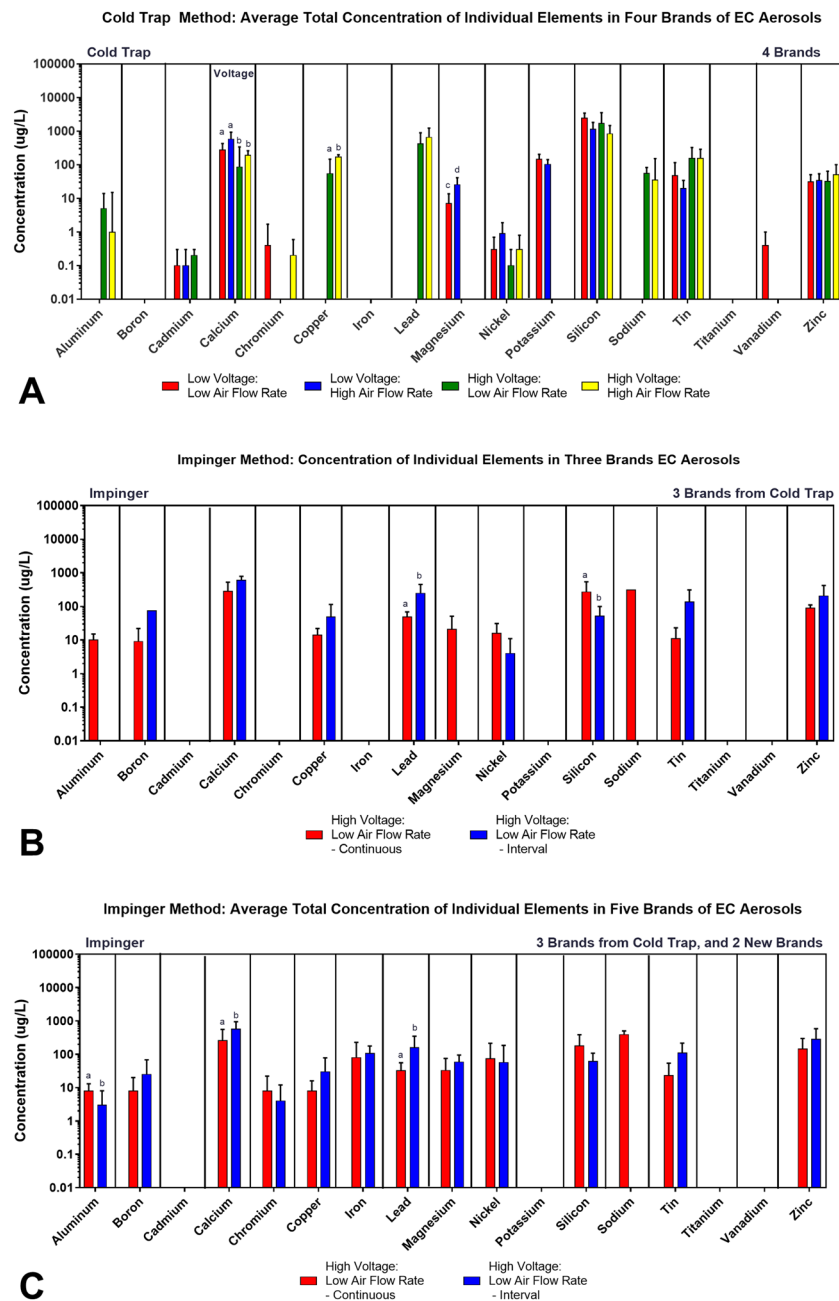 Cold Trap Method: Average Total Concentration of Individual Elements in Four Brands of EC Aerosols
Cold Trap
4 Brands
Voltage
Concentration (ug/L)
100000
10000
1000
100
10
1
0.1
0.01
a
a
b
b
a
b
c
d
Aluminum
Boron
Cadmium
Calcium
Chromium
Copper
Iron
Lead
Magnesium
Nickel
Potassium
Silicon
Sodium
Tin
Titanium
Vanadium
Zinc
Low Voltage:
Low Air Flow Rate
Low Voltage:
High Air Flow Rate
High Voltage:
Low Air Flow Rate
High Voltage:
High Air Flow Rate
A
Impinger Method: Concentration of Individual Elements in Three Brands EC Aerosols
Impinger
3 Brands from Cold Trap
Concentration (ug/L)
100000
10000
1000
100
10
1
0.1
0.01
a
b
a
b
Aluminum
Boron
Cadmium
Calcium
Chromium
Copper
Iron
Lead
Magnesium
Nickel
Potassium
Silicon
Sodium
Tin
Titanium
Vanadium
Zinc
High Voltage:
Low Air Flow Rate
- Continuous
High Voltage:
Low Air Flow Rate
- Interval
B
Impinger Method: Average Total Concentration of Individual Elements in Five Brands of EC Aerosols
Impinger
3 Brands from Cold Trap, and 2 New Brands
Concentration (ug/L)
100000
10000
1000
100
10
1
0.1
0.01
a
b
a
b
a
b
Aluminum
Boron
Cadmium
Calcium
Chromium
Copper
Iron
Lead
Magnesium
Nickel
Potassium
Silicon
Sodium
Tin
Titanium
Vanadium
Zinc
High Voltage:
Low Air Flow Rate
- Continuous
High Voltage:
Low Air Flow Rate
- Interval
C